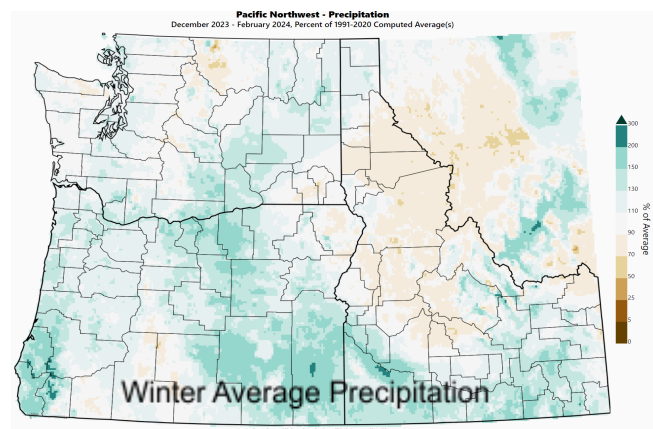 Pacific Northwest - Precipitation
December 2023 - February 2024, Percent of 1991-2020 Computed Average(s)
300
200
150
130
110
90
70
50
25
5
0
% of Average
Winter Average Precipitation